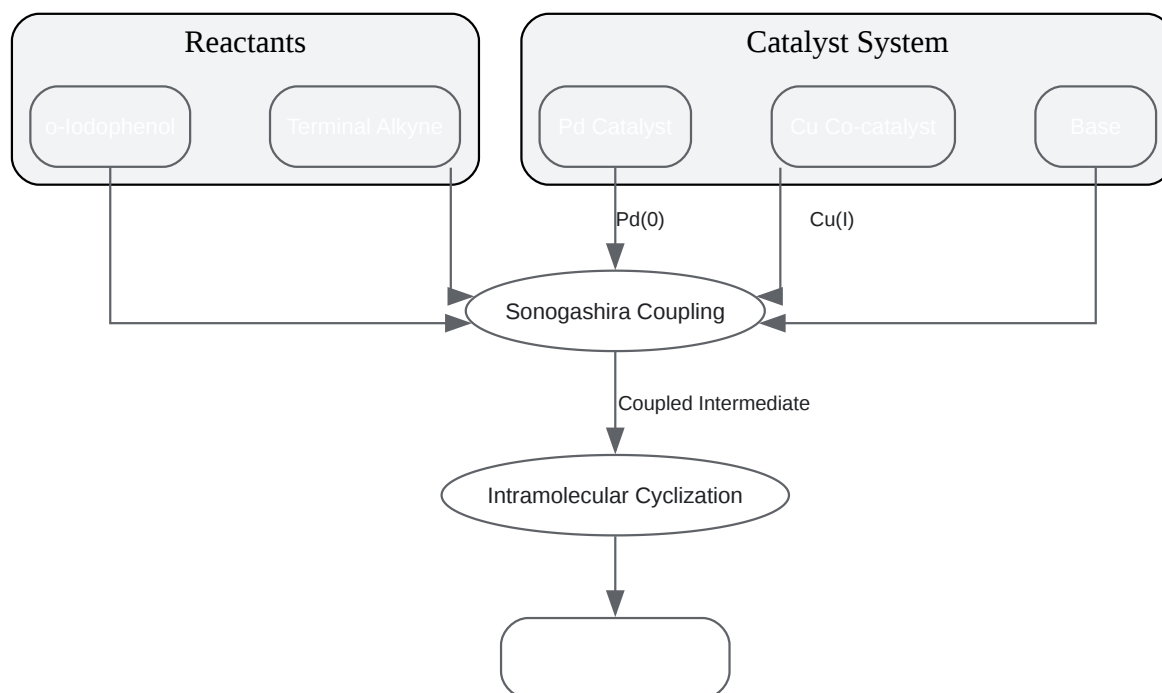 Reactants
Catalyst System
o-Iodophenol
Terminal Alkyne
Pd Catalyst
Cu Co-catalyst
Base
Pd(0)
Cu(I)
Sonogashira Coupling
Coupled Intermediate
Intramolecular Cyclization